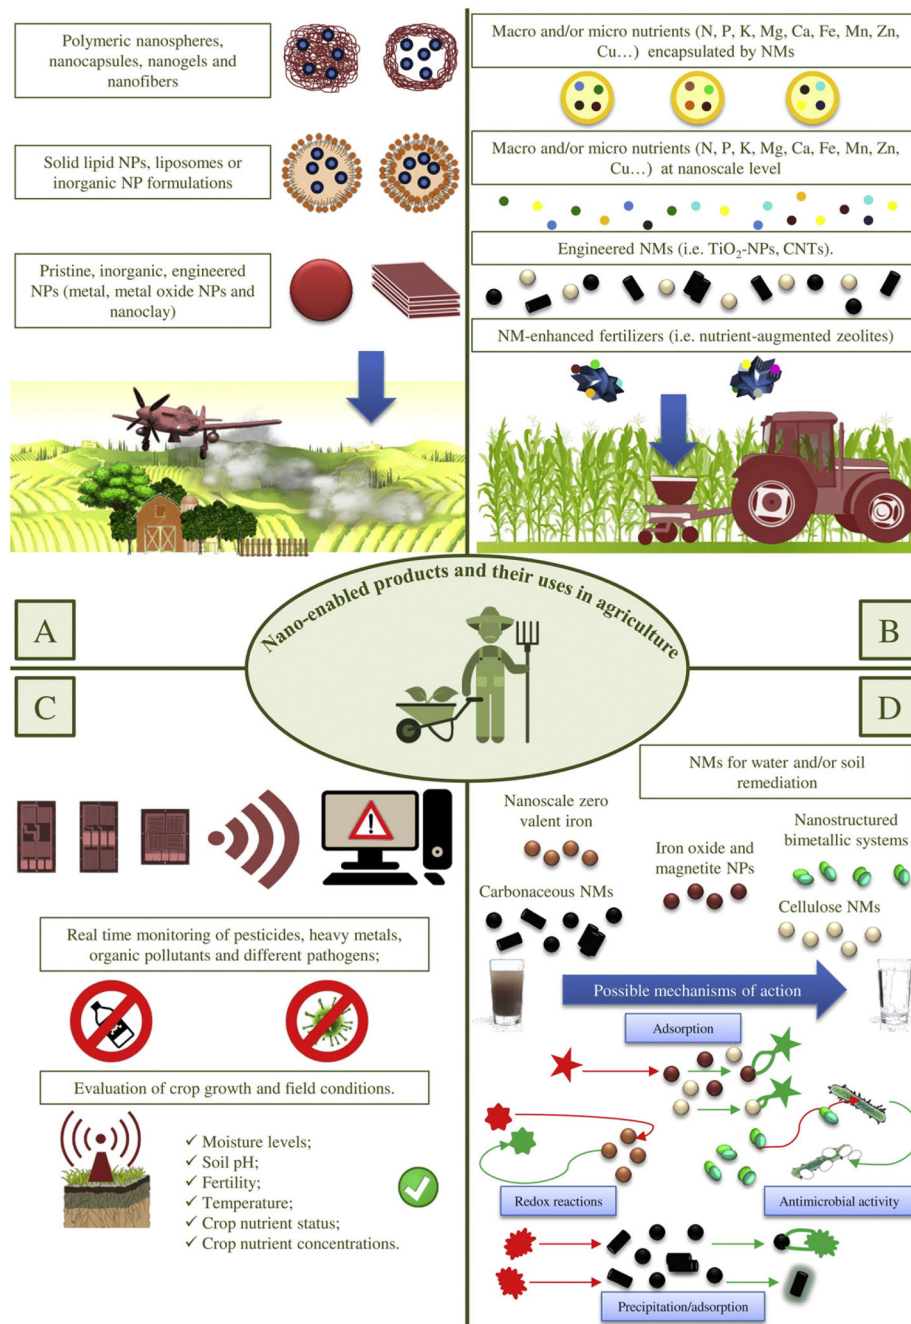 Polymeric nanospheres,
nanocapsules, nanogels and
nanofibers
Solid lipid NPs, liposomes or
inorganic NP formulations
Pristine, inorganic, engineered
NPs (metal, metal oxide NPs and
nanoclay)
Macro and/or micro nutrients (N, P, K, Mg, Ca, Fe, Mn, Zn,
Cu…) encapsulated by NMs
Macro and/or micro nutrients (N, P, K, Mg, Ca, Fe, Mn, Zn,
Cu…) at nanoscale level
Engineered NMs (i.e. TiO₂-NPs, CNTs).
NM-enhanced fertilizers (i.e. nutrient-augmented zeolites)
Nano-enabled products and their uses in agriculture
A
B
C
D
Real time monitoring of pesticides, heavy metals,
organic pollutants and different pathogens;
Evaluation of crop growth and field conditions.
✓ Moisture levels;
✓ Soil pH;
✓ Fertility;
✓ Temperature;
✓ Crop nutrient status;
✓ Crop nutrient concentrations.
NMs for water and/or soil
remediation
Nanoscale zero
valent iron
Iron oxide and
magnetite NPs
Nanostructured
bimetallic systems
Carbonaceous NMs
Cellulose NMs
Possible mechanisms of action
Adsorption
Redox reactions
Antimicrobial activity
Precipitation/adsorption